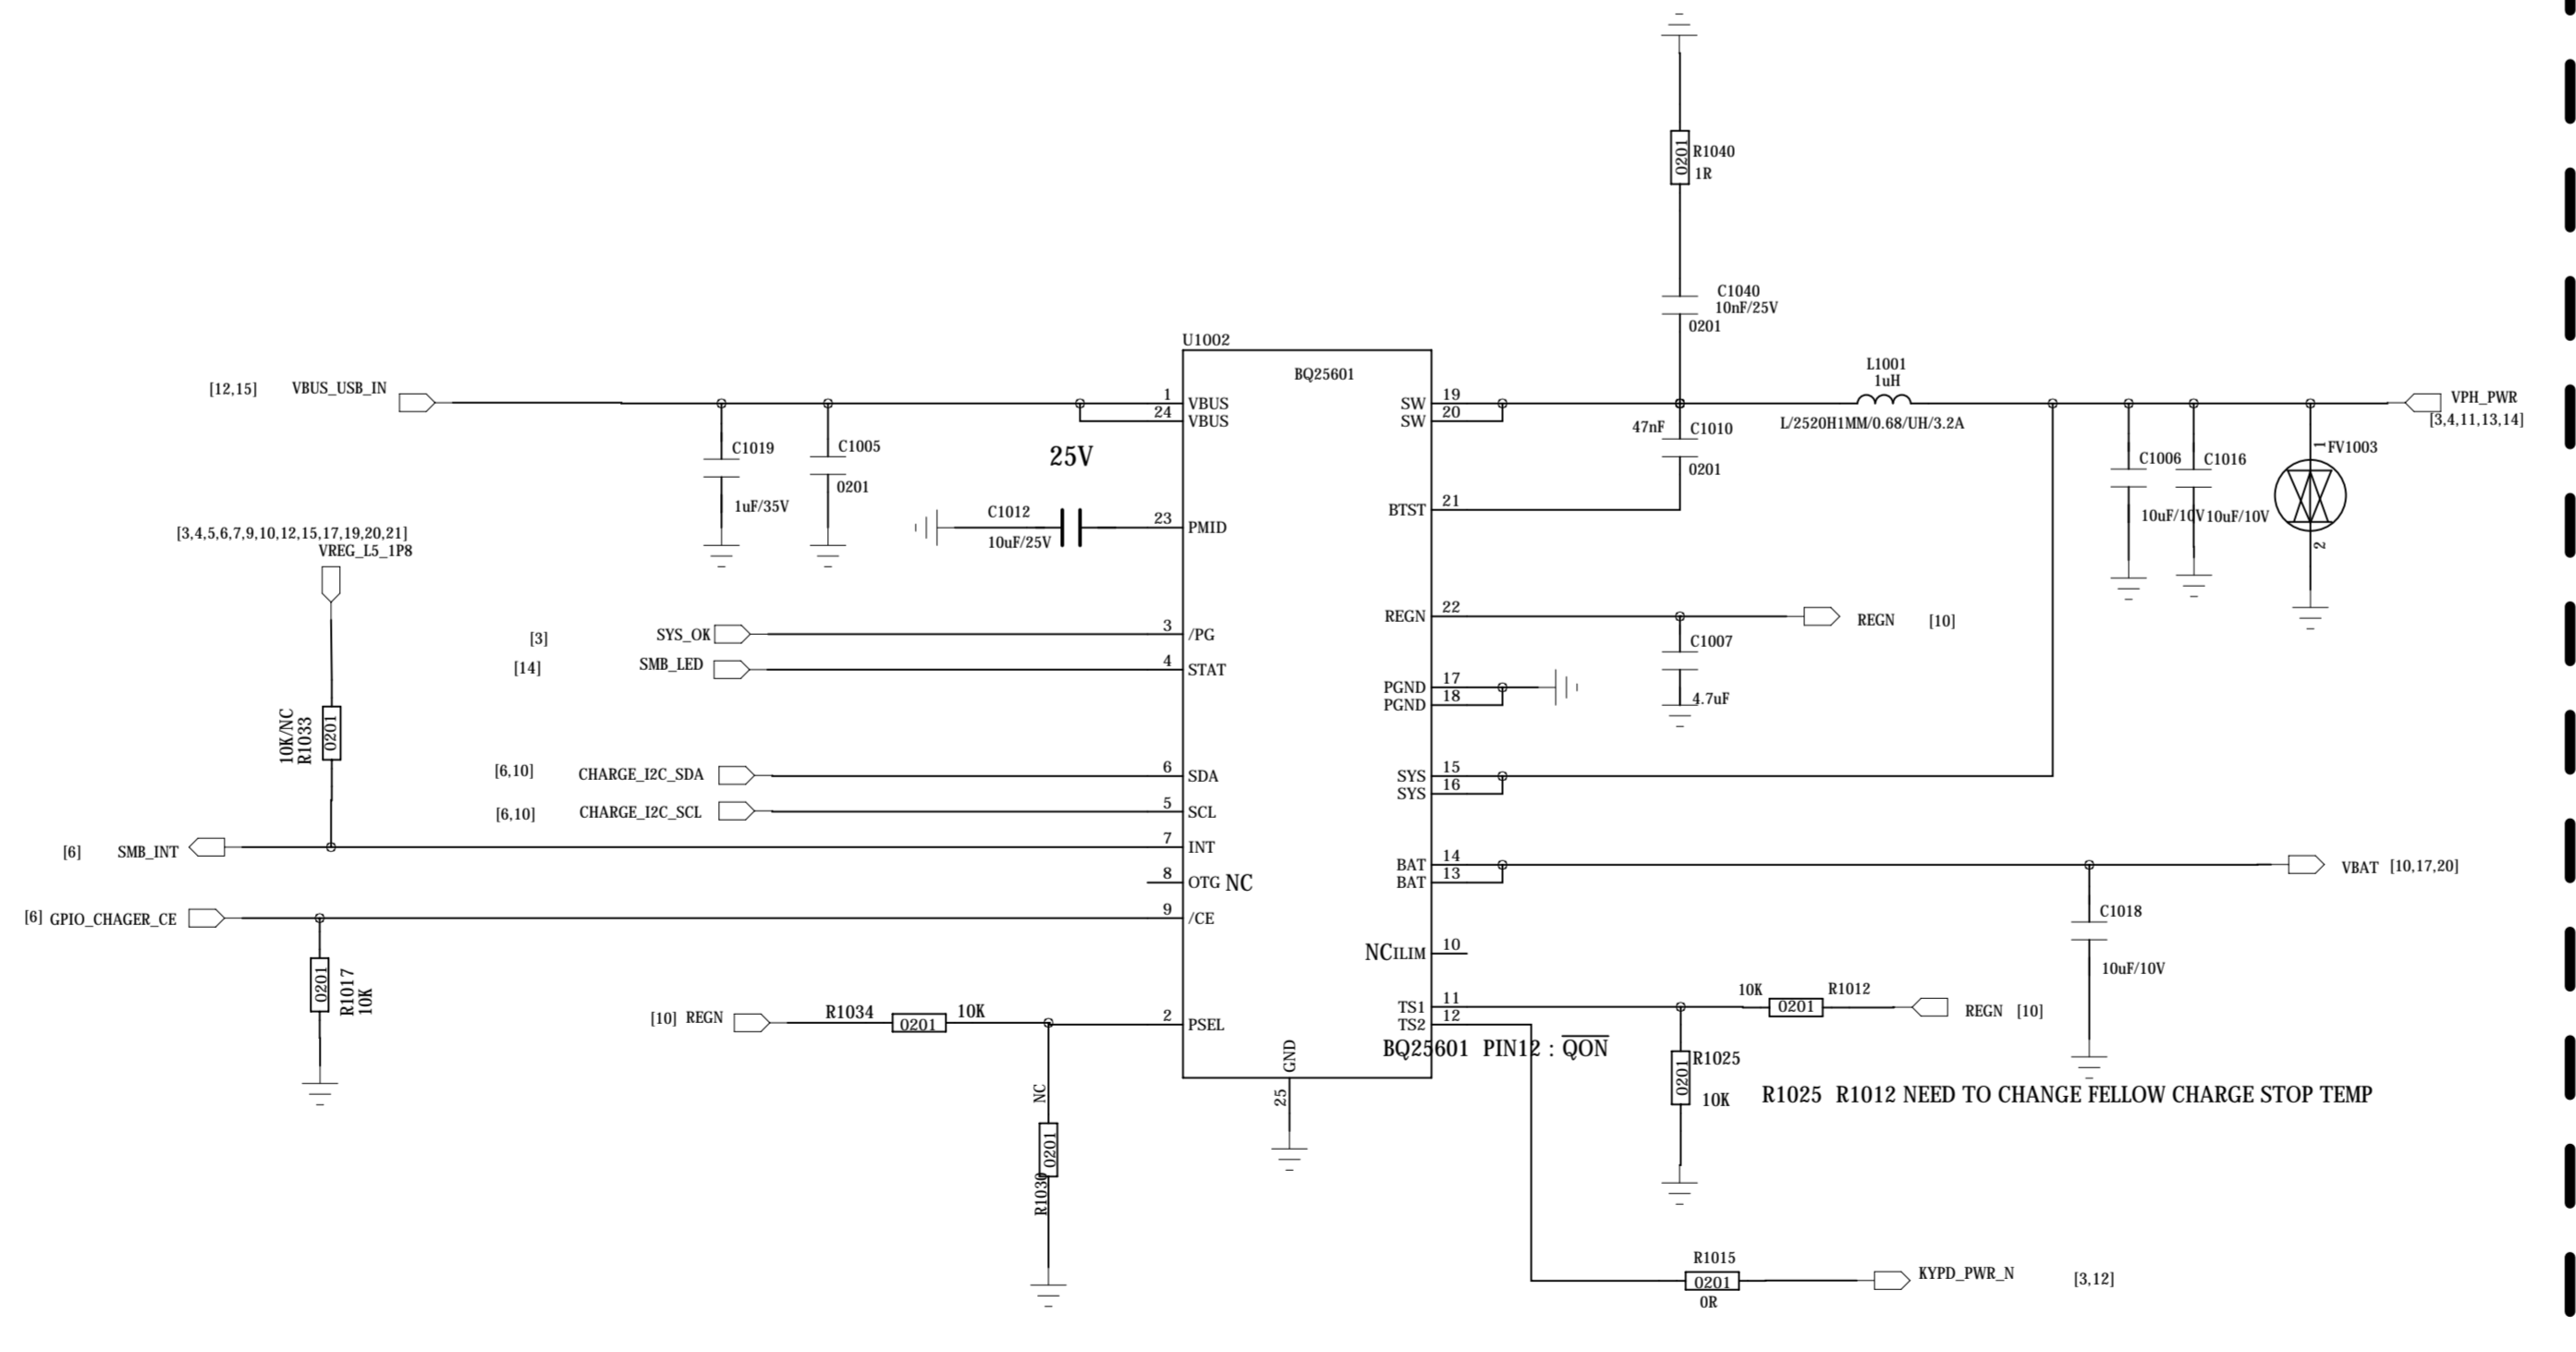 0201
R1040
1R
C1040
10nF/25V
0201
U1002
BQ25601
[12,15] VBUS_USB_IN
1 VBUS
24 VBUS
SW 19
SW 20
L1001
1uH
L/2520H1MM/0.68/UH/3.2A
VPH_PWR
[3,4,11,13,14]
C1019
1uF/35V
C1005
0201
25V
C1012
10uF/25V
23 PMID
47nF C1010
0201
BTST 21
C1006 C1016
10uF/10V 10uF/10V
1 FV1003
2
[3,4,5,6,7,9,10,12,15,17,19,20,21]
VREG_L5_1P8
REGN 22
REGN [10]
C1007
4.7uF
[3] SYS_OK
3 /PG
[14] SMB_LED
4 STAT
PGND 17
PGND 18
10K/NC
R1033
0201
[6,10] CHARGE_I2C_SDA
6 SDA
[6,10] CHARGE_I2C_SCL
5 SCL
SYS 15
SYS 16
[6] SMB_INT
7 INT
8 OTG NC
BAT 14
BAT 13
VBAT [10,17,20]
C1018
10uF/10V
[6] GPIO_CHAGER_CE
9 /CE
0201
R1017
10K
NC ILIM 10
[10] REGN
R1034 0201 10K
2 PSEL
TS1 11
TS2 12
10K 0201 R1012
REGN [10]
GND
25
BQ25601 PIN12 : QON
0201
R1025
10K
R1025 R1012 NEED TO CHANGE FELLOW CHARGE STOP TEMP
NC
0201
R1030
R1015
0201
0R
KYPD_PWR_N [3,12]